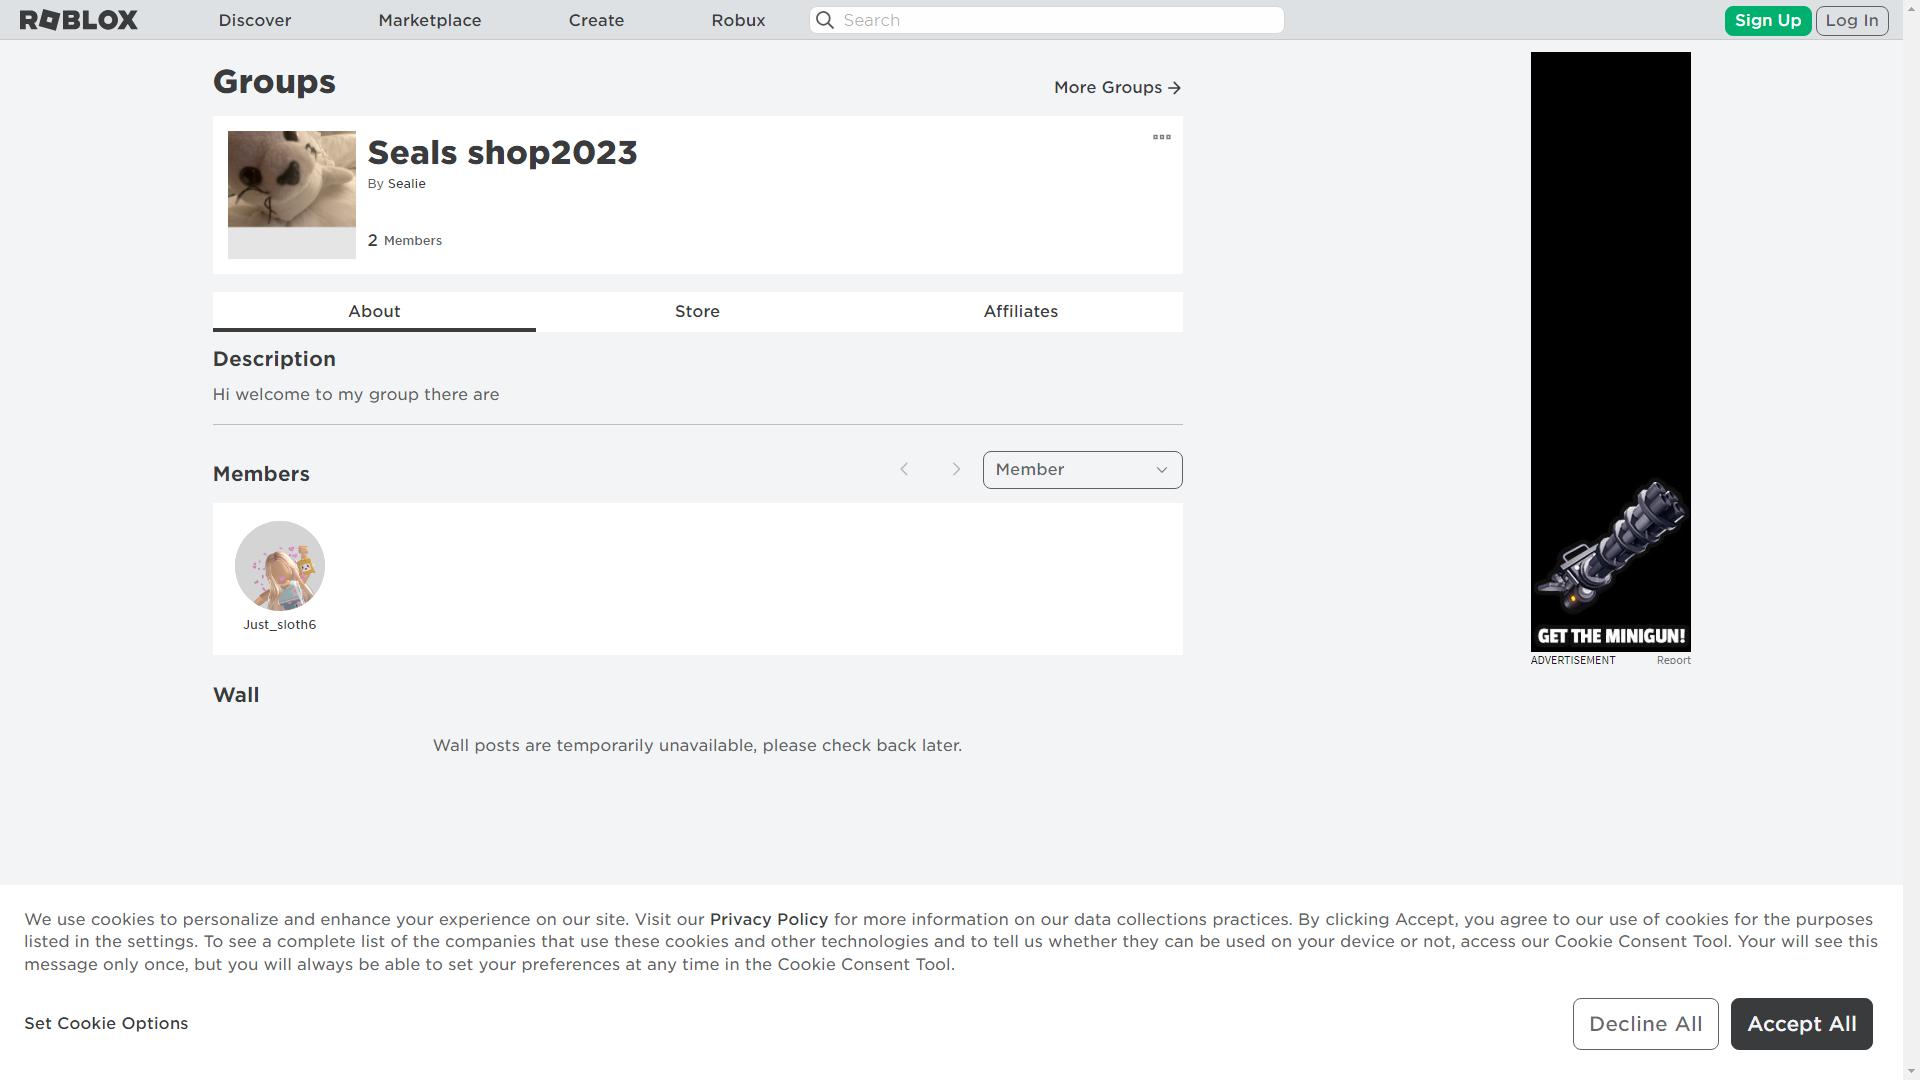 ROBLOX
Discover
Marketplace
Create
Robux
Search
Sign Up
Log In
Groups
More Groups
Seals shop2023
By Sealie
2 Members
About
Store
Affiliates
Description
Hi welcome to my group there are
Members
Member
Just_sloth6
Wall
Wall posts are temporarily unavailable, please check back later.
GET THE MINIGUN!
ADVERTISEMENT
Report
We use cookies to personalize and enhance your experience on our site. Visit our Privacy Policy for more information on our data collections practices. By clicking Accept, you agree to our use of cookies for the purposes
listed in the settings. To see a complete list of the companies that use these cookies and other technologies and to tell us whether they can be used on your device or not, access our Cookie Consent Tool. Your will see this
message only once, but you will always be able to set your preferences at any time in the Cookie Consent Tool.
Set Cookie Options
Decline All
Accept All